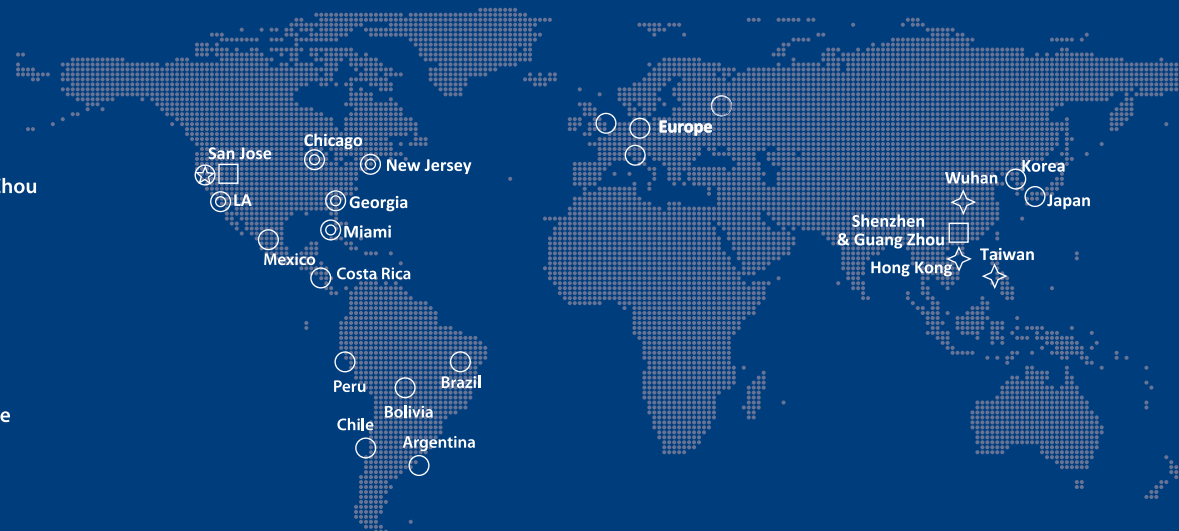 Chicago
San Jose
New Jersey
LA
Georgia
Miami
Mexico
Costa Rica
Peru
Brazil
Bolivia
Chile
Argentina
Europe
Korea
Wuhan
Japan
Shenzhen
& Guang Zhou
Taiwan
Hong Kong